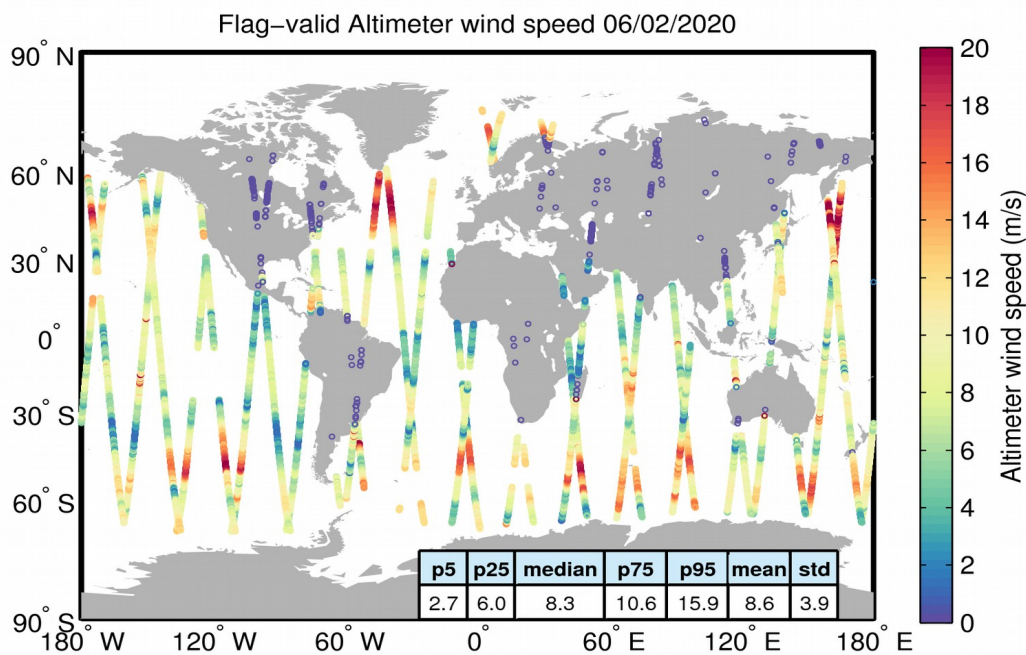 Flag−valid Altimeter wind speed 06/02/2020
90° N
60° N
30° N
0°
30° S
60° S
90° S
180° W
120° W
60° W
0°
60° E
120° E
180° E
p5 p25 median p75 p95 mean std
2.7 6.0 8.3 10.6 15.9 8.6 3.9
20
18
16
14
12
10
8
6
4
2
0
Altimeter wind speed (m/s)